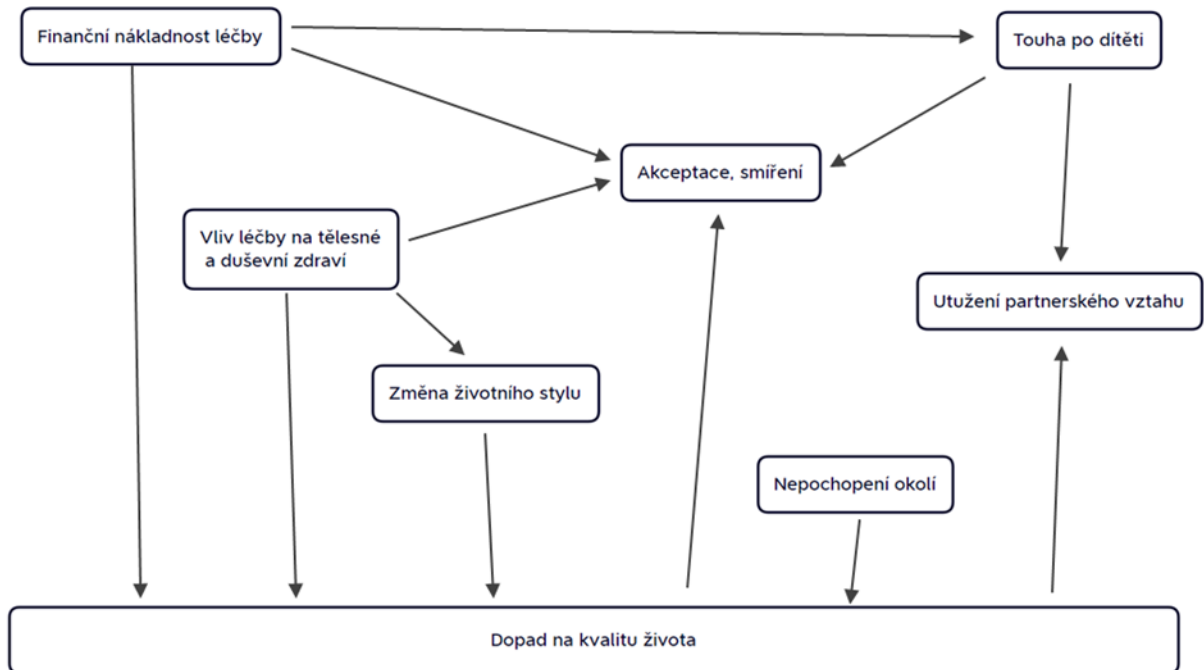 Finanční nákladnost léčby
Touha po dítěti
Akceptace, smíření
Vliv léčby na tělesné
a duševní zdraví
Utužení partnerského vztahu
Změna životního stylu
Nepochopení okolí
Dopad na kvalitu života